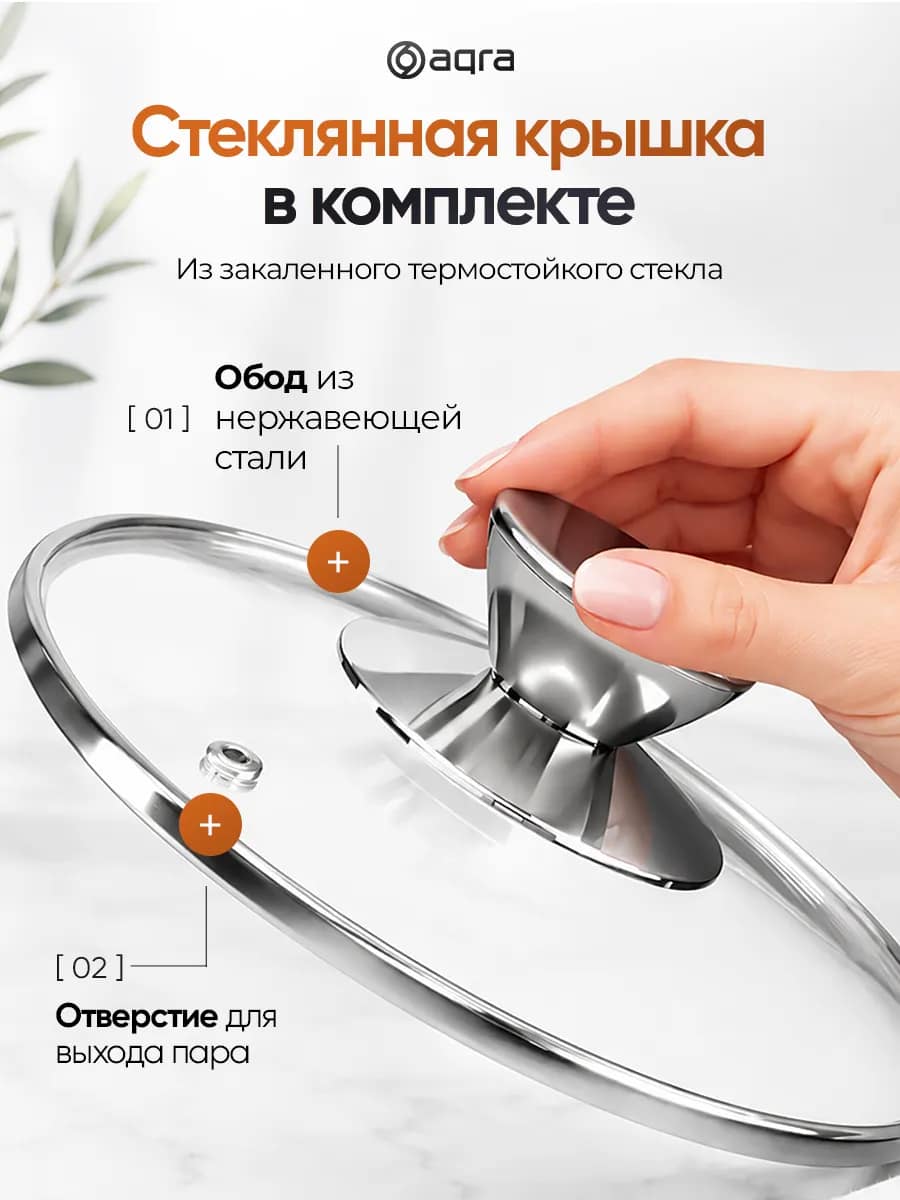 aqra
Стеклянная крышка
в комплекте
Из закаленного термостойкого стекла
[ 01 ]
Обод из
нержавеющей
стали
[ 02 ]
Отверстие для
выхода пара